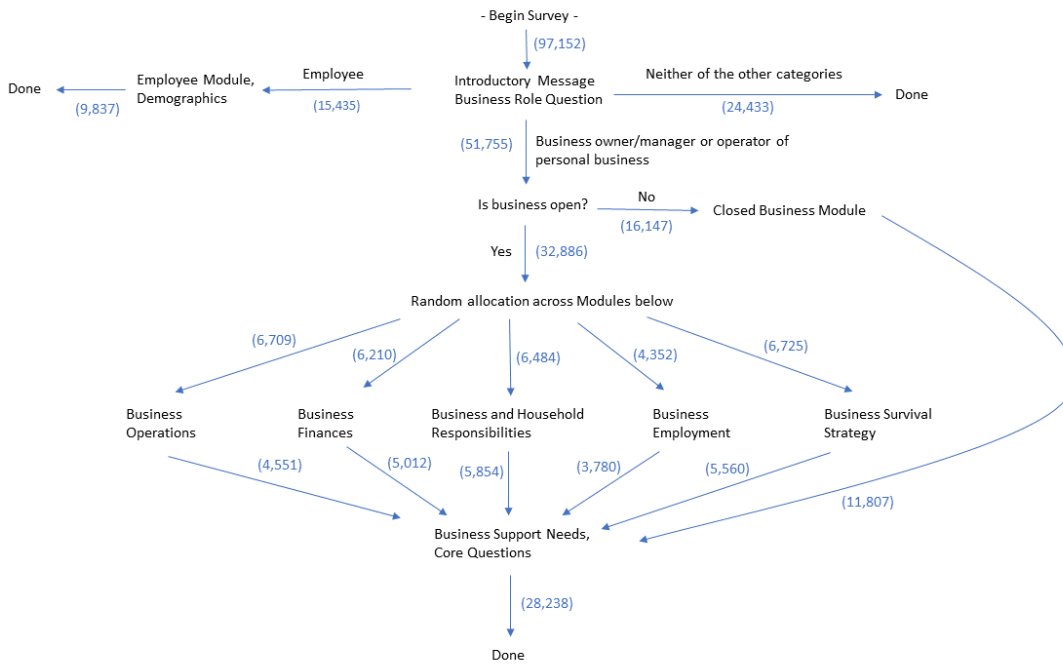 - Begin Survey -
(97,152)
Neither of the other categories
Employee
Employee Module,
Demographics
Introductory Message
Business Role Question
Done
(9,837)
(15,435)
(24,433)
Done
(51,755)
Business owner/manager or operator of
personal business
No
Is business open?
Closed Business Module
(16,147)
Yes
(32,886)
Random allocation across Modules below
(6,709)
(6,210)
(6,484)
(4,352)
(6,725)
Business
Operations
Business
Finances
Business and Household
Responsibilities
Business
Employment
Business Survival
Strategy
(4,551)
(5,012)
(5,854)
(3,780)
(5,560)
(11,807)
Business Support Needs,
Core Questions
(28,238)
Done